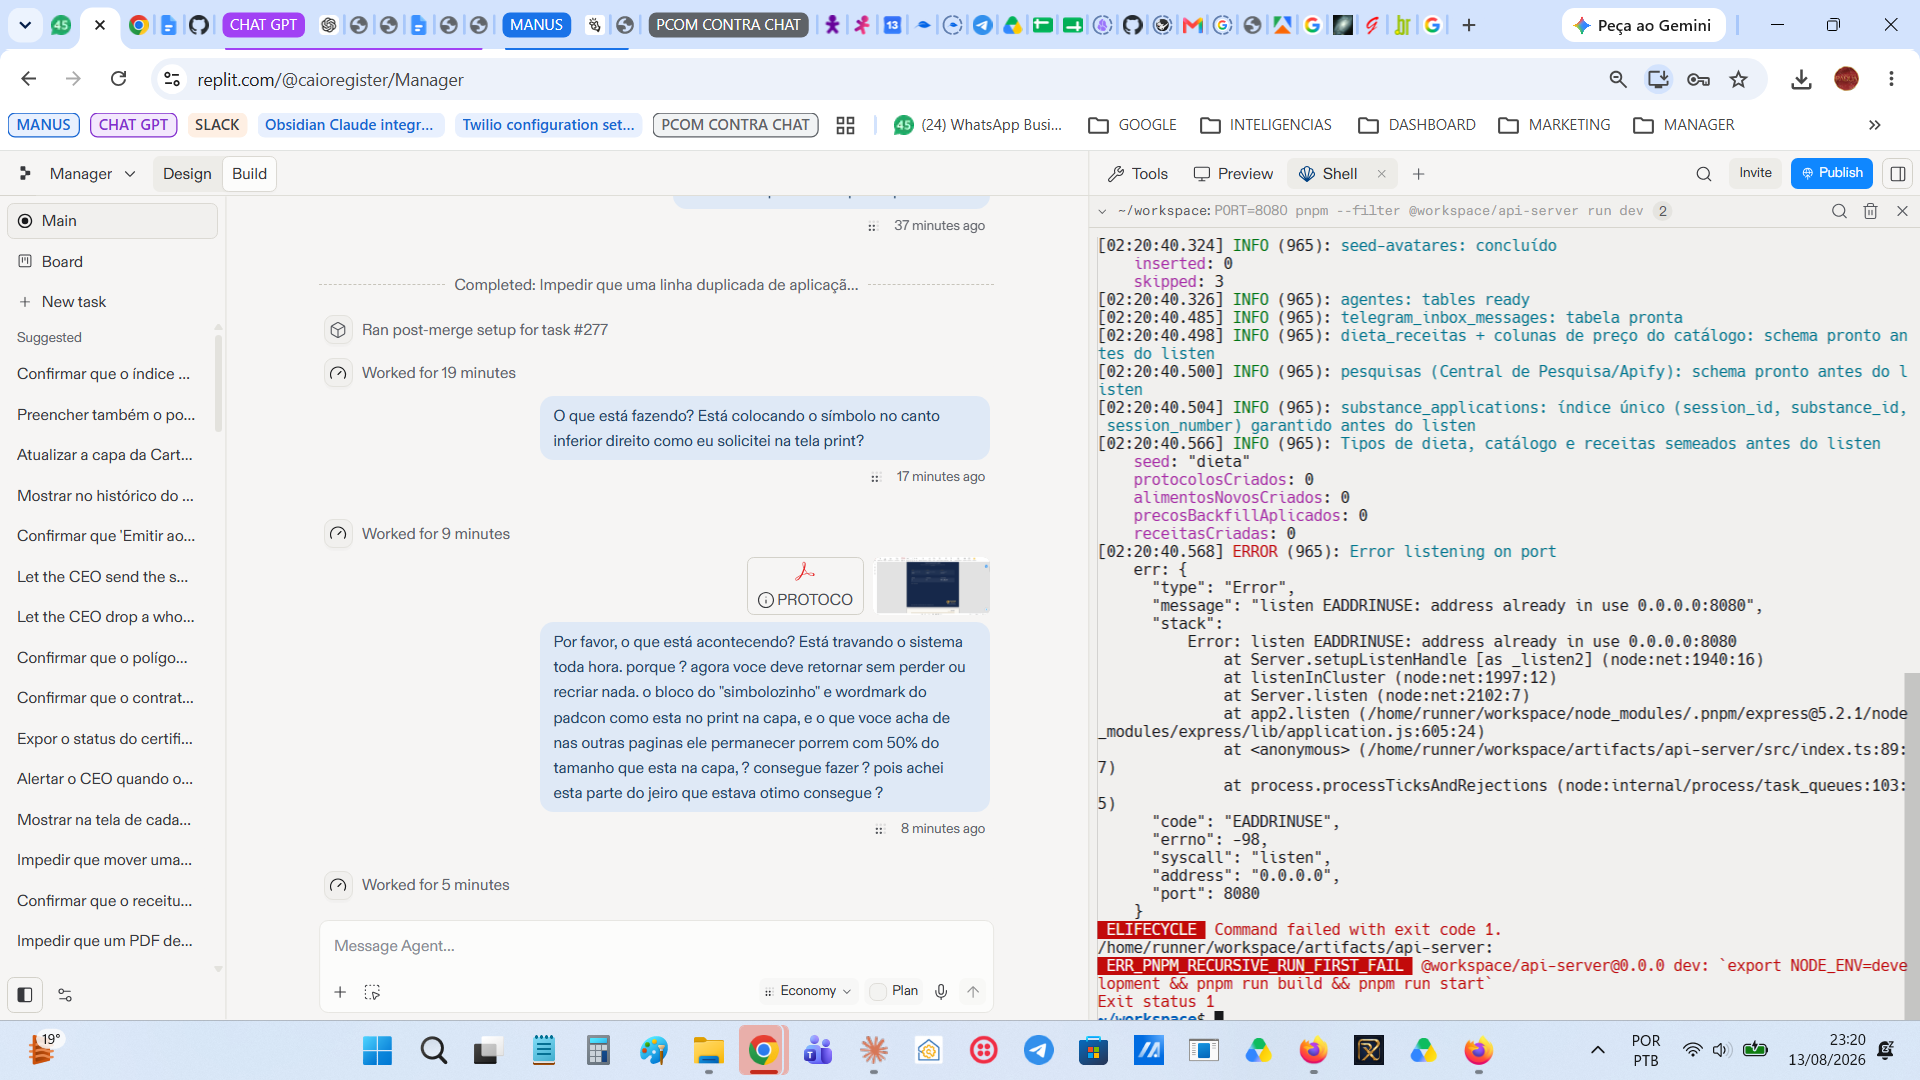 45
CHAT GPT
MANUS
PCOM CONTRA CHAT
13
Peça ao Gemini
replit.com/@caioregister/Manager
MANUS
CHAT GPT
SLACK
Obsidian Claude integr...
Twilio configuration set...
PCOM CONTRA CHAT
45
(24) WhatsApp Busi...
GOOGLE
INTELIGENCIAS
DASHBOARD
MARKETING
MANAGER
Manager
Design
Build
Main
Board
New task
Suggested
Confirmar que o índice ...
Preencher também o po...
Atualizar a capa da Cart...
Mostrar no histórico do ...
Confirmar que 'Emitir ao...
Let the CEO send the s...
Let the CEO drop a who...
Confirmar que o polígo...
Confirmar que o contrat...
Expor o status do certifi...
Alertar o CEO quando o...
Mostrar na tela de cada...
Impedir que mover uma...
Confirmar que o receitu...
Impedir que um PDF de...
37 minutes ago
Completed: Impedir que uma linha duplicada de aplicaçã...
Ran post-merge setup for task #277
Worked for 19 minutes
O que está fazendo? Está colocando o símbolo no canto
inferior direito como eu solicitei na tela print?
17 minutes ago
Worked for 9 minutes
PROTOCO
Por favor, o que está acontecendo? Está travando o sistema
toda hora. porque ? agora voce deve retornar sem perder ou
recriar nada. o bloco do "simbolozinho" e wordmark do
padcon como esta no print na capa, e o que voce acha de
nas outras paginas ele permanecer porrem com 50% do
tamanho que esta na capa, ? consegue fazer ? pois achei
esta parte do jeiro que estava otimo consegue ?
8 minutes ago
Worked for 5 minutes
Message Agent...
Economy
Plan
Tools
Preview
Shell
Invite
Publish
~/workspace: PORT=8080 pnpm --filter @workspace/api-server run dev 2
[02:20:40.324] INFO (965): seed-avatares: concluído
inserted: 0
skipped: 3
[02:20:40.326] INFO (965): agentes: tables ready
[02:20:40.485] INFO (965): telegram_inbox_messages: tabela pronta
[02:20:40.498] INFO (965): dieta_receitas + colunas de preço do catálogo: schema pronto an
tes do listen
[02:20:40.500] INFO (965): pesquisas (Central de Pesquisa/Apify): schema pronto antes do l
isten
[02:20:40.504] INFO (965): substance_applications: índice único (session_id, substance_id,
session_number) garantido antes do listen
[02:20:40.566] INFO (965): Tipos de dieta, catálogo e receitas semeados antes do listen
seed: "dieta"
protocolosCriados: 0
alimentosNovosCriados: 0
precosBackfillAplicados: 0
receitasCriadas: 0
[02:20:40.568] ERROR (965): Error listening on port
err: {
"type": "Error",
"message": "listen EADDRINUSE: address already in use 0.0.0.0:8080",
"stack":
Error: listen EADDRINUSE: address already in use 0.0.0.0:8080
at Server.setupListenHandle [as _listen2] (node:net:1940:16)
at listenInCluster (node:net:1997:12)
at Server.listen (node:net:2102:7)
at app2.listen (/home/runner/workspace/node_modules/.pnpm/express@5.2.1/node
_modules/express/lib/application.js:605:24)
at <anonymous> (/home/runner/workspace/artifacts/api-server/src/index.ts:89:
7)
at process.processTicksAndRejections (node:internal/process/task_queues:103:
5)
"code": "EADDRINUSE",
"errno": -98,
"syscall": "listen",
"address": "0.0.0.0",
"port": 8080
}
ELIFECYCLE Command failed with exit code 1.
/home/runner/workspace/artifacts/api-server:
ERR_PNPM_RECURSIVE_RUN_FIRST_FAIL @workspace/api-server@0.0.0 dev: `export NODE_ENV=deve
lopment && pnpm run build && pnpm run start`
Exit status 1
~/workspace$
19°
POR
PTB
23:20
13/08/2026